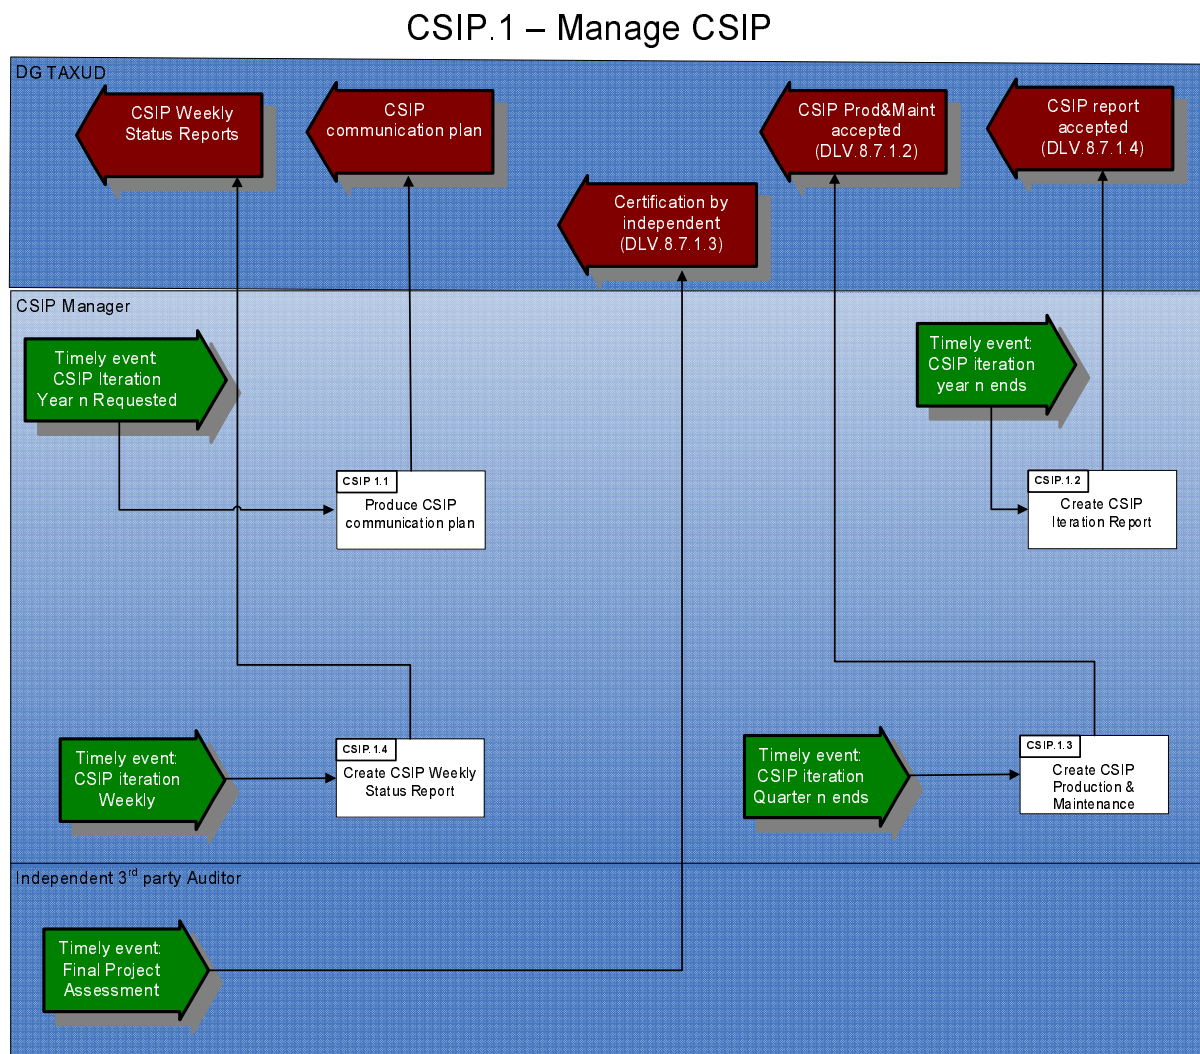 CSIP.1 – Manage CSIP
DG TAXUD
CSIP Weekly
Status Reports
CSIP
communication plan
CSIP Prod&Maint
accepted
(DLV.8.7.1.2)
CSIP report
accepted
(DLV.8.7.1.4)
Certification by
independent
(DLV.8.7.1.3)
CSIP Manager
Timely event:
CSIP Iteration
Year n Requested
Timely event:
CSIP iteration
year n ends
CSIP 1.1
Produce CSIP
communication plan
CSIP.1.2
Create CSIP
Iteration Report
Timely event:
CSIP iteration
Weekly
CSIP.1.4
Create CSIP Weekly
Status Report
Timely event:
CSIP iteration
Quarter n ends
CSIP.1.3
Create CSIP
Production &
Maintenance
Independent 3rd party Auditor
Timely event:
Final Project
Assessment